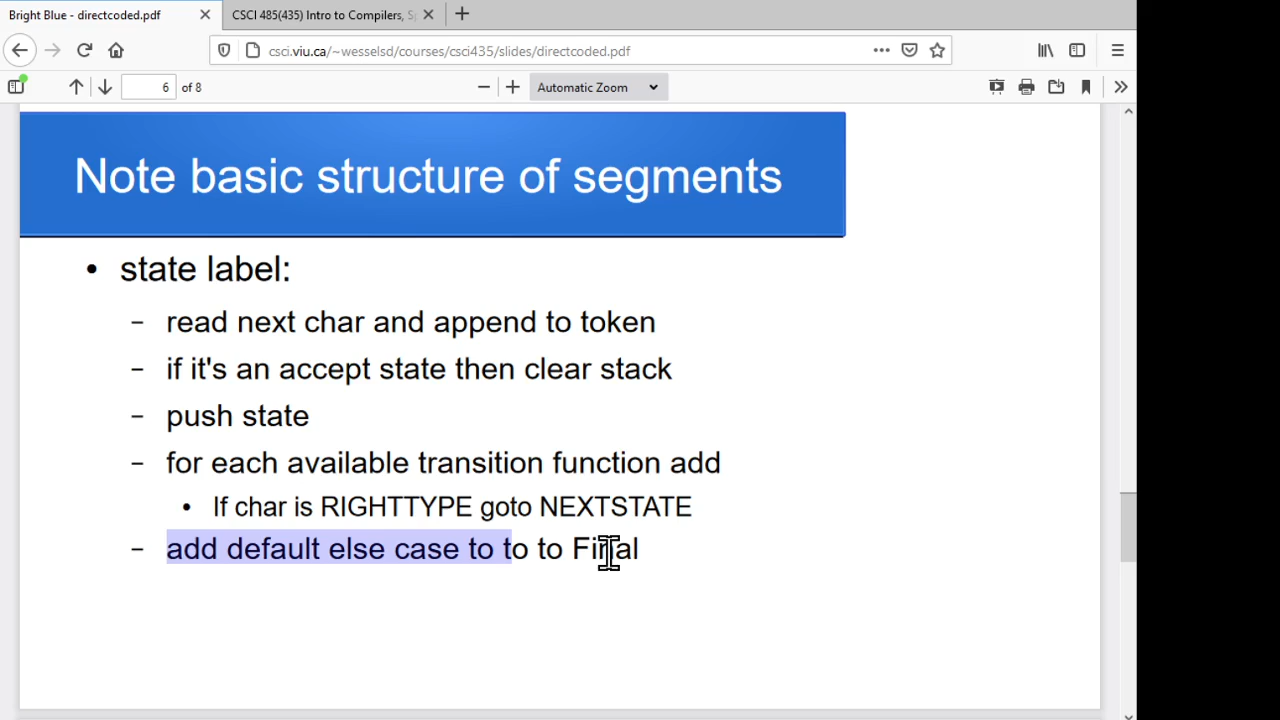 Bright Blue - directcoded.pdf
CSCI 485(435) Intro to Compilers, S
csci.viu.ca/~wesselsd/courses/csci435/slides/directcoded.pdf
6 of 8
Automatic Zoom
Note basic structure of segments
• state label:
– read next char and append to token
– if it's an accept state then clear stack
– push state
– for each available transition function add
• If char is RIGHTTYPE goto NEXTSTATE
– add default else case to to to Final